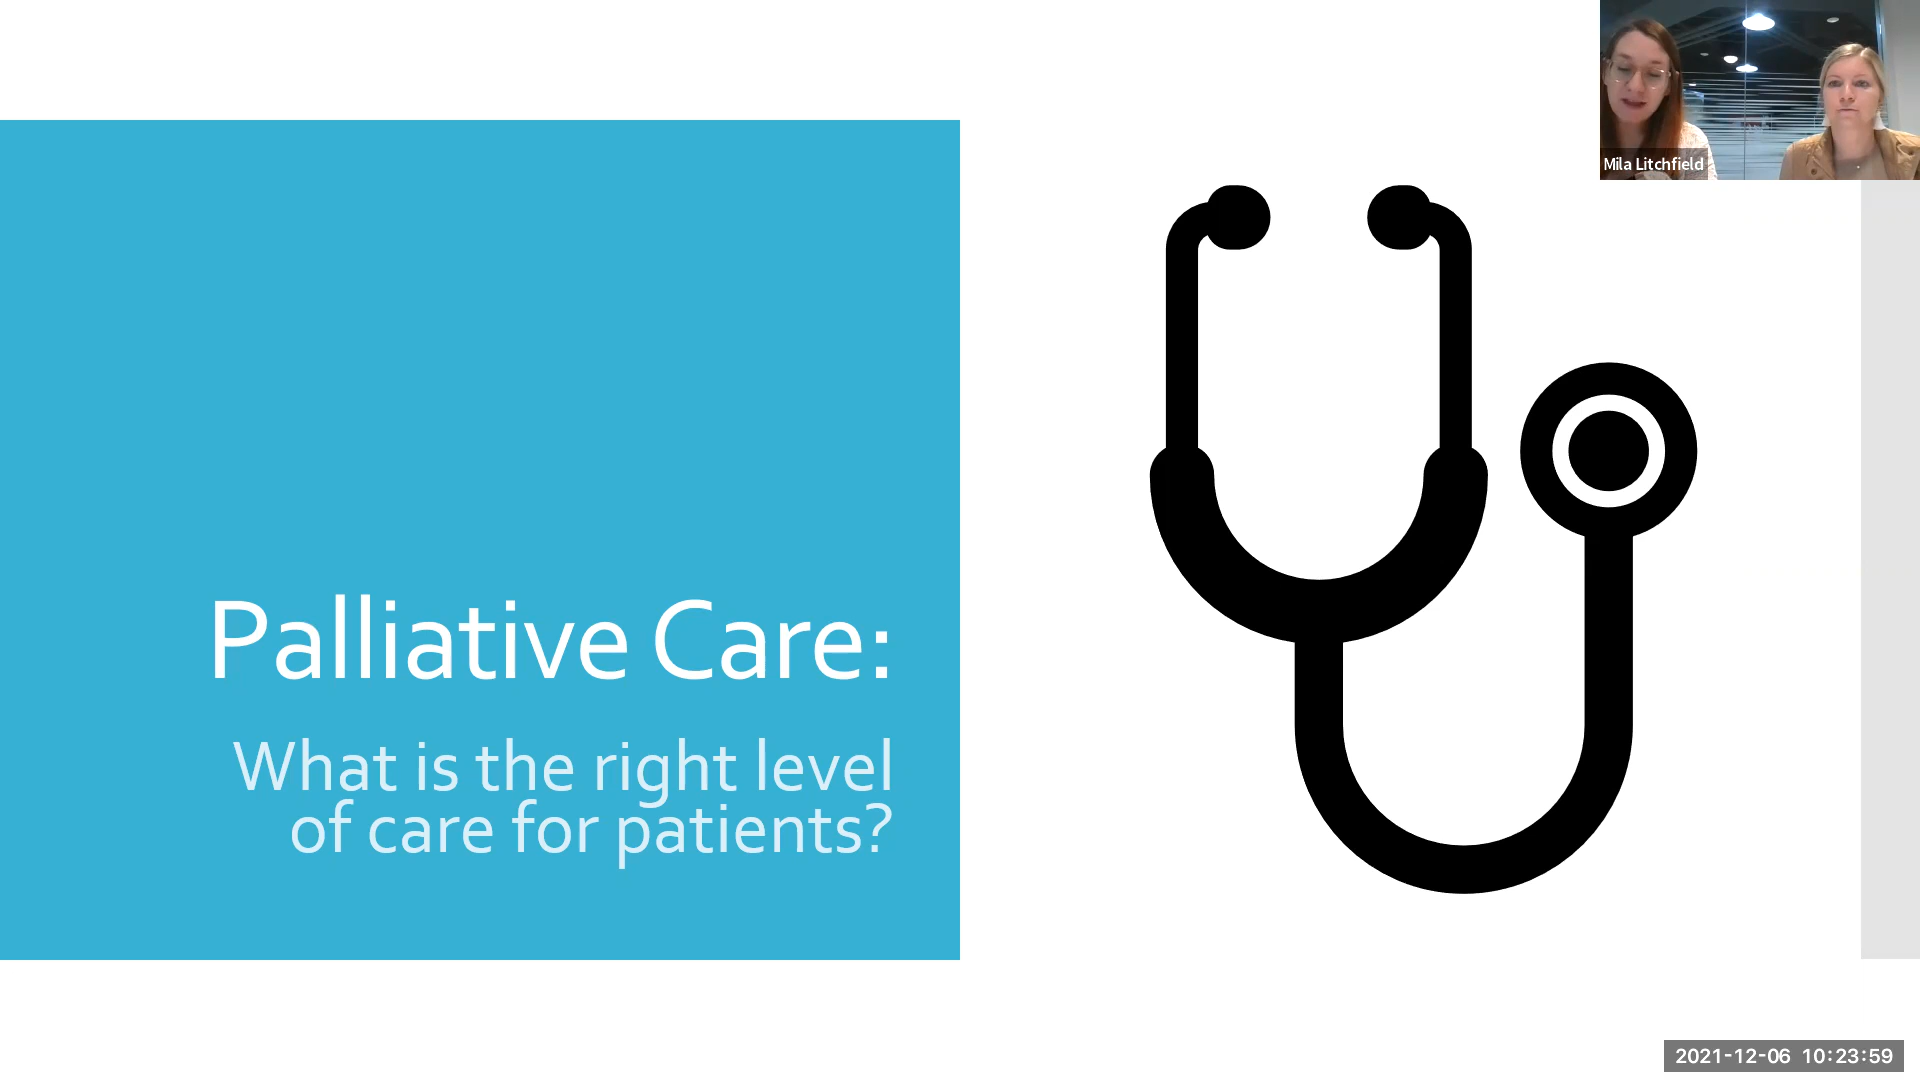 Mila Litchfield
Palliative Care:
What is the right level
of care for patients?
2021-12-06 10:23:59